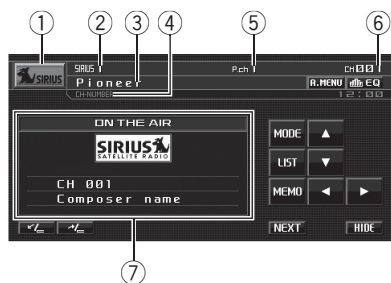 ① ② ③ ④ ⑤ ⑥
SIRIUS SIRIUS 1 P.ch 1 CH 001
Pioneer A.MENU EQ
CH-NUMBER 12:00
ON THE AIR
SIRIUS
SATELLITE RADIO
CH 001
Composer name
MODE
LIST
MEMO
NEXT HIDE
⑦